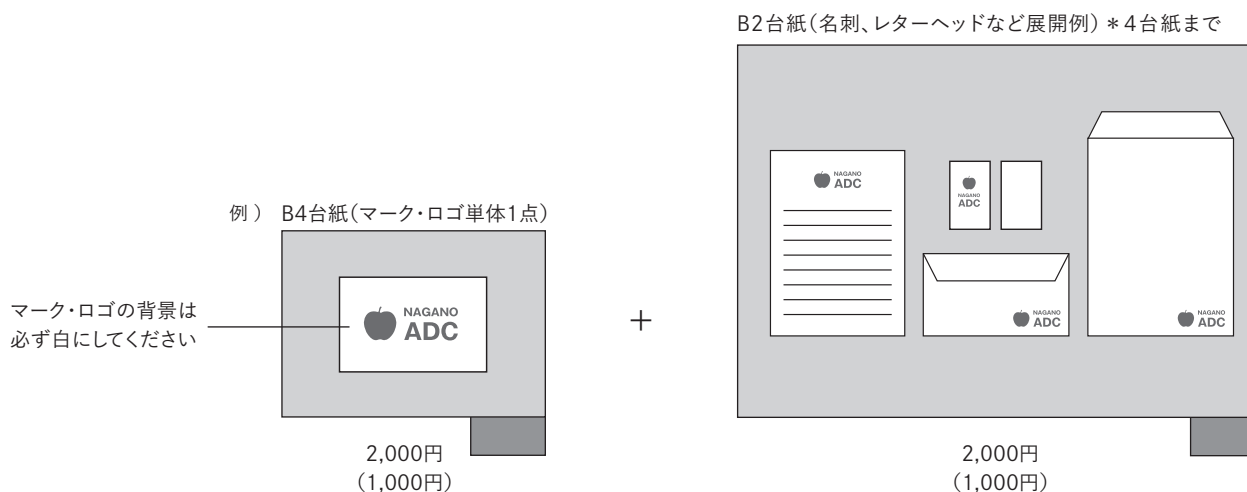 B2台紙(名刺、レターヘッドなど展開例)＊4台紙まで
例) B4台紙(マーク・ロゴ単体1点)
マーク・ロゴの背景は
必ず白にしてください
NAGANO
ADC
2,000円
(1,000円)
+
NAGANO
ADC
NAGANO
ADC
NAGANO
ADC
NAGANO
ADC
2,000円
(1,000円)